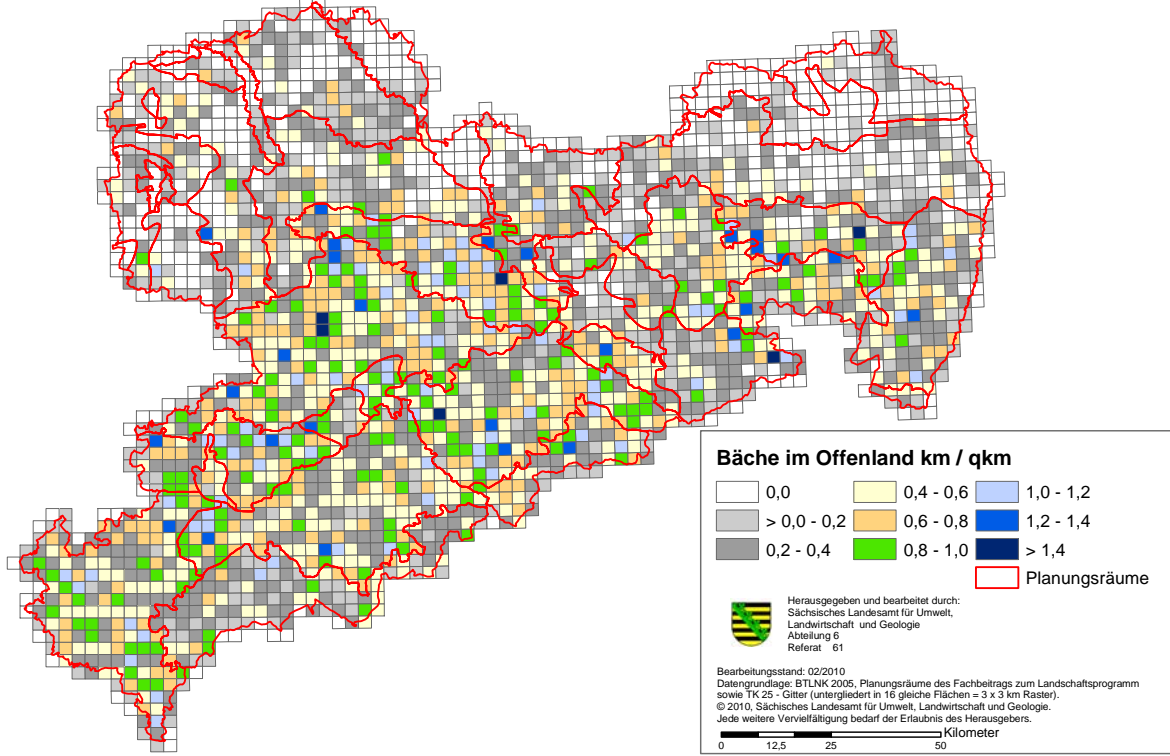 Bäche im Offenland km / qkm
0,0
0,4 - 0,6
1,0 - 1,2
> 0,0 - 0,2
0,6 - 0,8
1,2 - 1,4
0,2 - 0,4
0,8 - 1,0
> 1,4
Planungsräume
Herausgegeben und bearbeitet durch:
Sächsisches Landesamt für Umwelt,
Landwirtschaft und Geologie
Abteilung 6
Referat 61
Bearbeitungsstand: 02/2010
Datengrundlage: BTLNK 2005, Planungsräume des Fachbeitrags zum Landschaftsprogramm
sowie TK 25 - Gitter (untergliedert in 16 gleiche Flächen = 3 x 3 km Raster).
© 2010, Sächsisches Landesamt für Umwelt, Landwirtschaft und Geologie.
Jede weitere Vervielfältigung bedarf der Erlaubnis des Herausgebers.
Kilometer
0 12,5 25 50